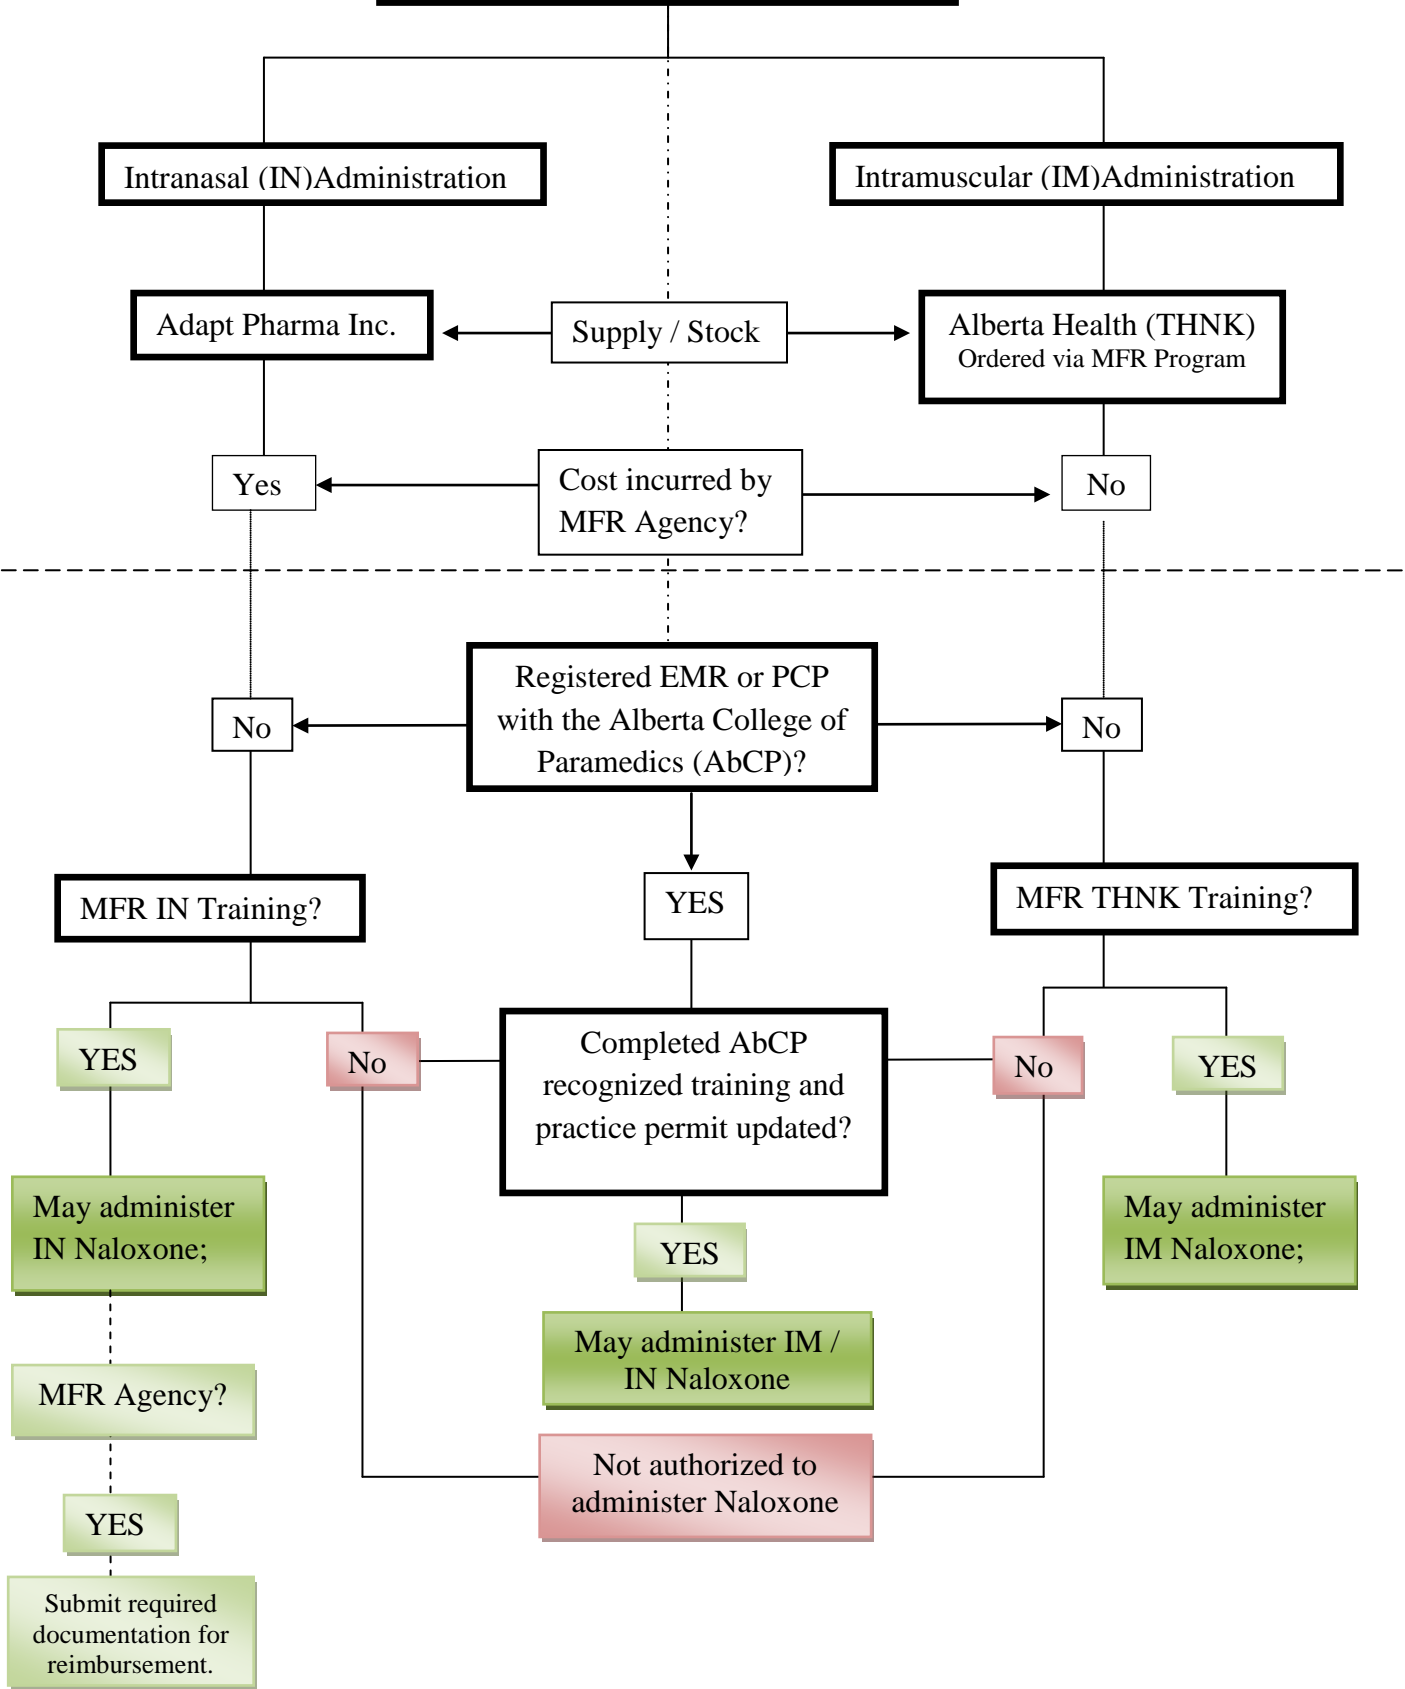 Intranasal (IN)Administration
Intramuscular (IM)Administration
Adapt Pharma Inc.
Supply / Stock
Alberta Health (THNK)
Ordered via MFR Program
Yes
Cost incurred by
MFR Agency?
No
Registered EMR or PCP
with the Alberta College of
Paramedics (AbCP)?
No
No
MFR IN Training?
YES
MFR THNK Training?
YES
No
Completed AbCP
recognized training and
practice permit updated?
No
YES
May administer
IN Naloxone;
YES
May administer
IM Naloxone;
May administer IM /
IN Naloxone
MFR Agency?
Not authorized to
administer Naloxone
YES
Submit required
documentation for
reimbursement.